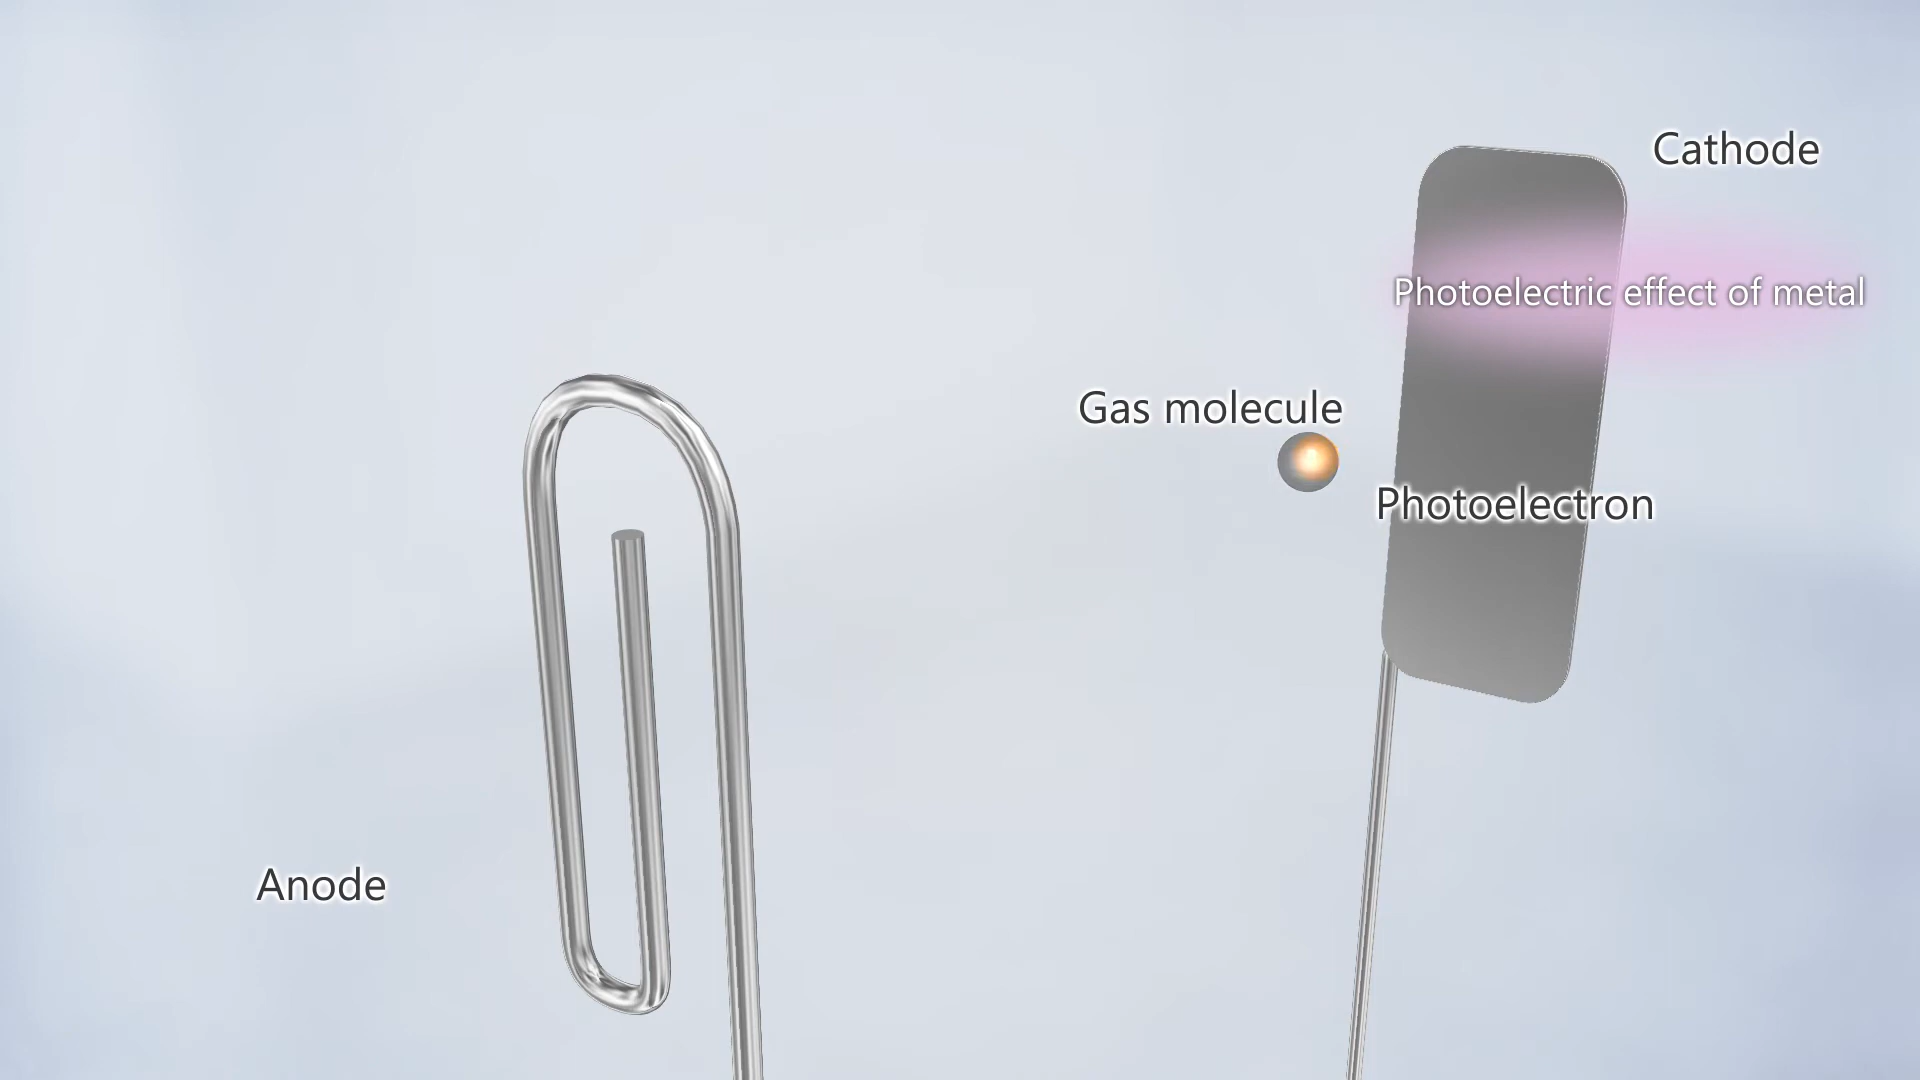 Cathode
Photoelectric effect of metal
Gas molecule
Photoelectron
Anode